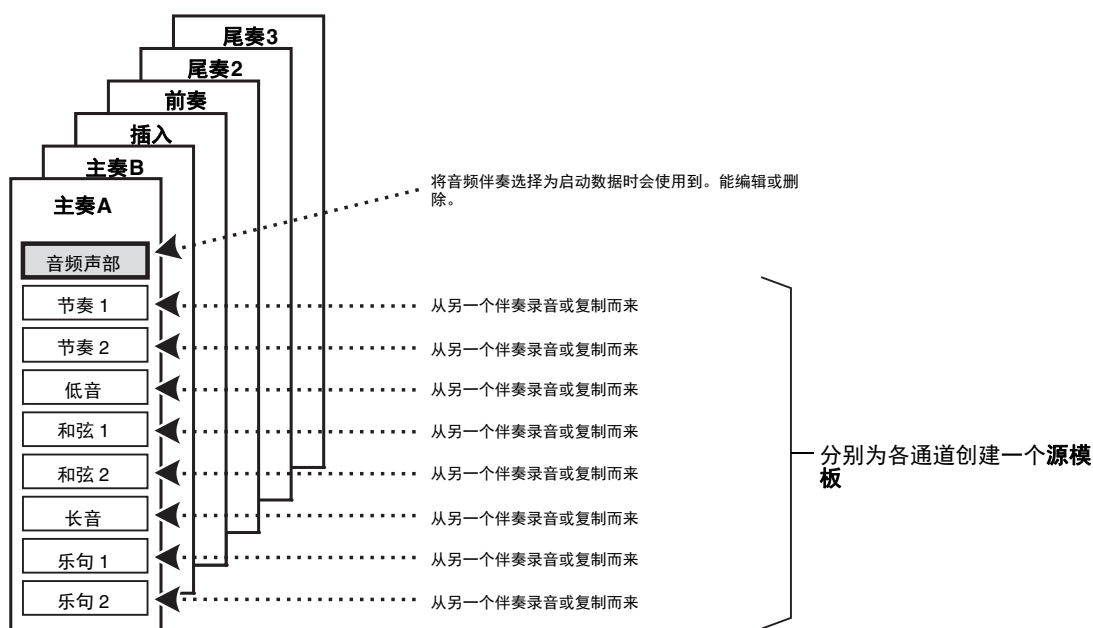 尾奏3
尾奏2
前奏
插入
主奏B
主奏A
将音频伴奏选择为启动数据时会使用到。能编辑或删
除。
音频声部
节奏 1
从另一个伴奏录音或复制而来
节奏 2
从另一个伴奏录音或复制而来
低音
从另一个伴奏录音或复制而来
和弦 1
从另一个伴奏录音或复制而来
和弦 2
从另一个伴奏录音或复制而来
长音
从另一个伴奏录音或复制而来
乐句 1
从另一个伴奏录音或复制而来
乐句 2
从另一个伴奏录音或复制而来
分别为各通道创建一个源模
板